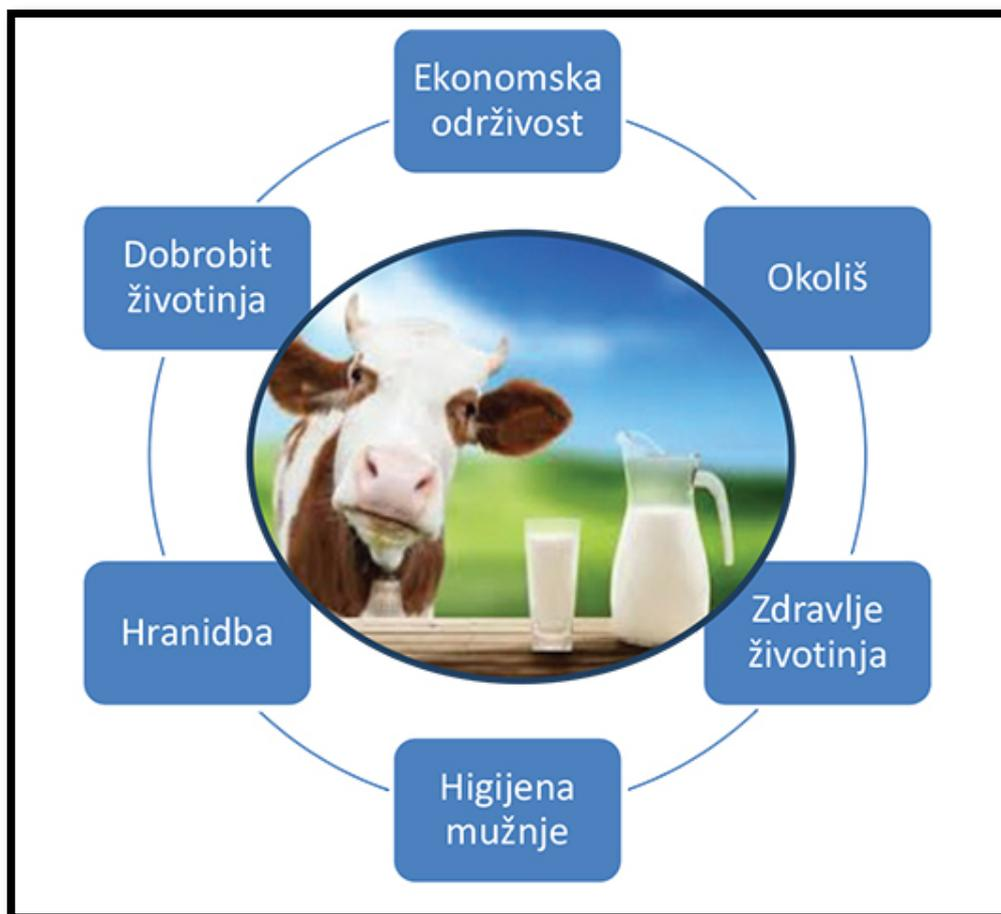 Ekonomska
održivost
Okoliš
Zdravlje
životinja
Higijena
mužnje
Hranidba
Dobrobit
životinja